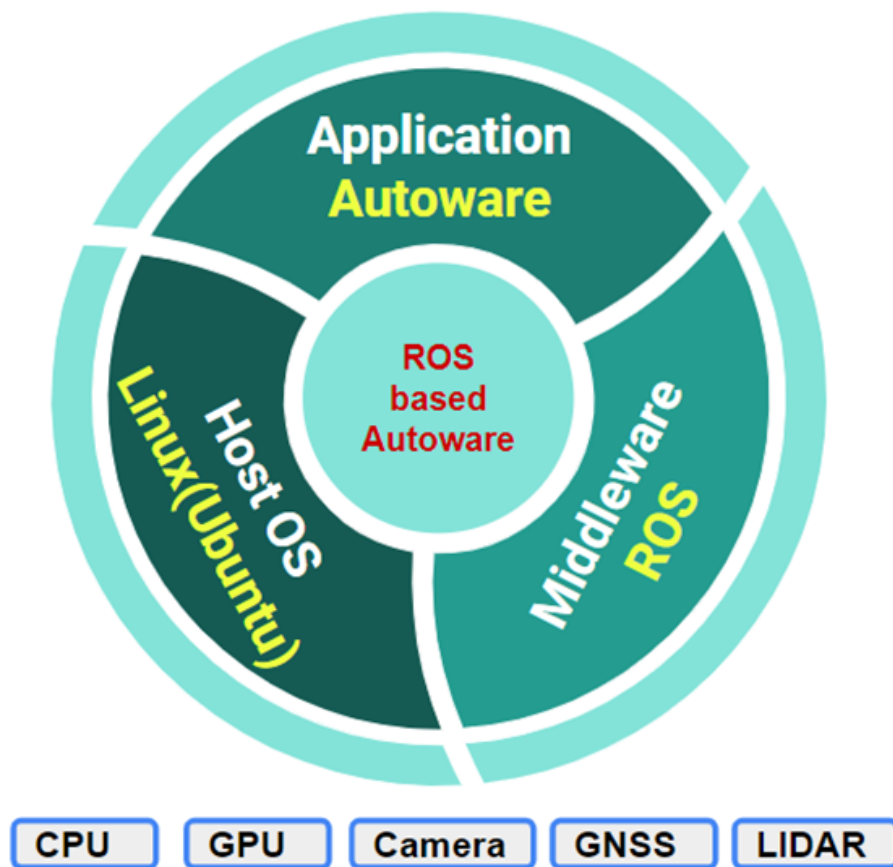 Application
Autoware
ROS
based
Autoware
Host OS
Linux(Ubuntu)
Middleware
ROS
CPU
GPU
Camera
GNSS
LIDAR